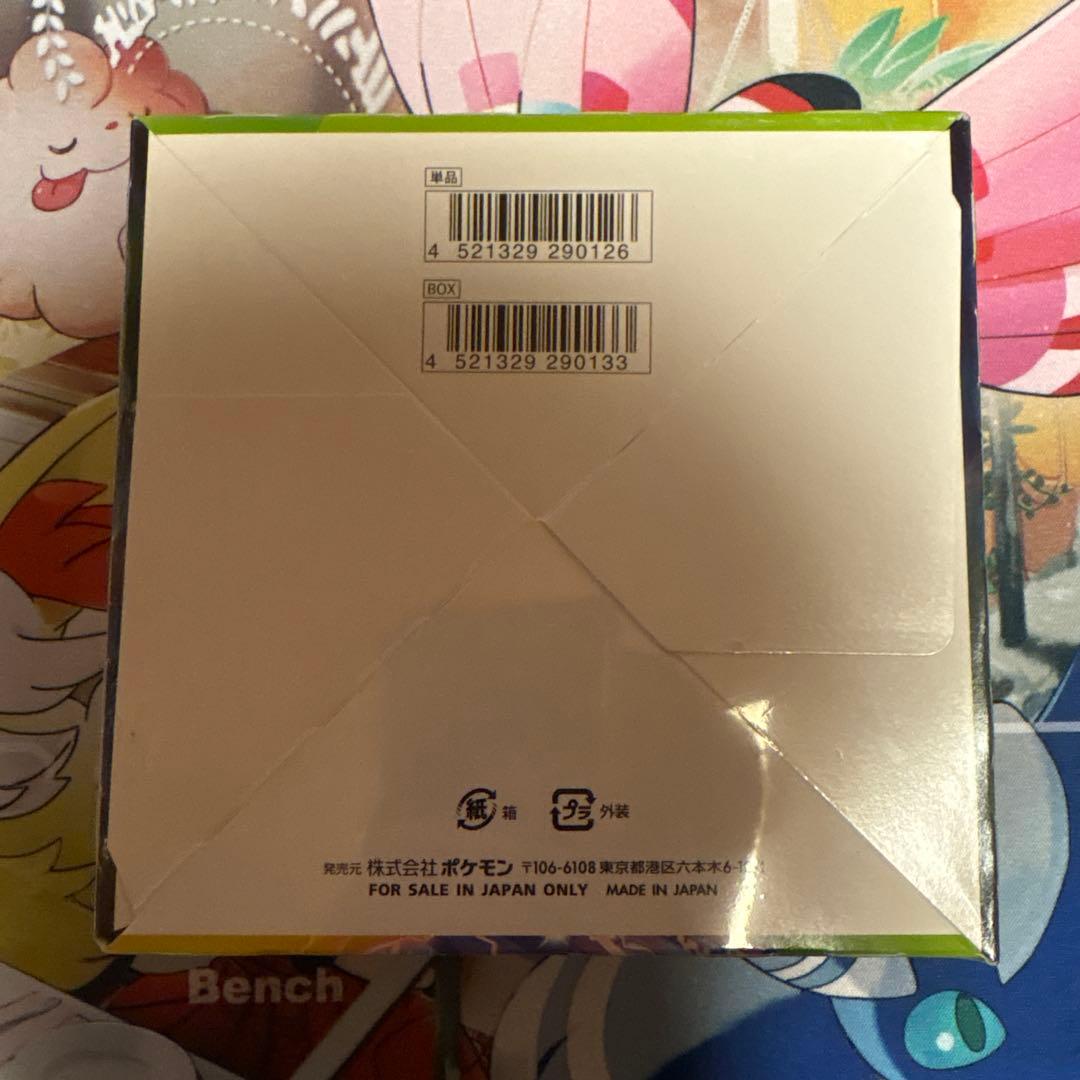 単品
4 521329 290126
BOX
4 521329 290133
紙 箱 プラ 外装
発売元 株式会社ポケモン 〒106-6108 東京都港区六本木6-10-1
FOR SALE IN JAPAN ONLY MADE IN JAPAN
Bench